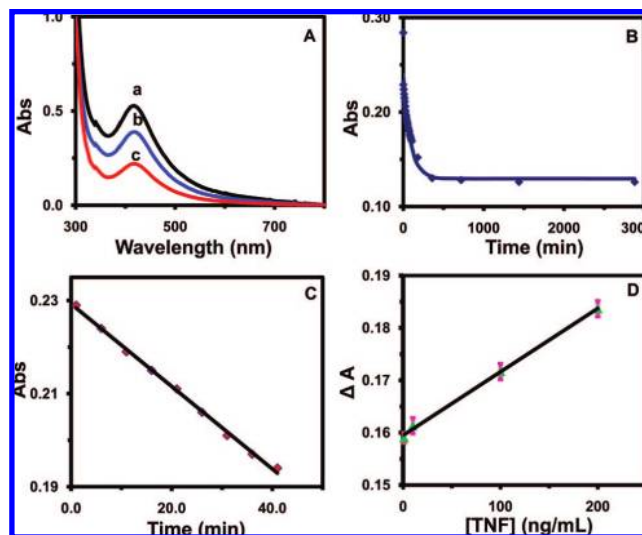 A
1.0
0.5
0.0
Abs
a
b
c
300
500
700
Wavelength (nm)
B
0.30
0.20
0.10
Abs
0
1000
2000
300
Time (min)
C
0.23
0.21
0.19
Abs
0.0
20.0
40.0
Time (min)
D
0.19
0.18
0.17
0.16
0.15
Δ A
0
100
200
[TNF] (ng/mL)